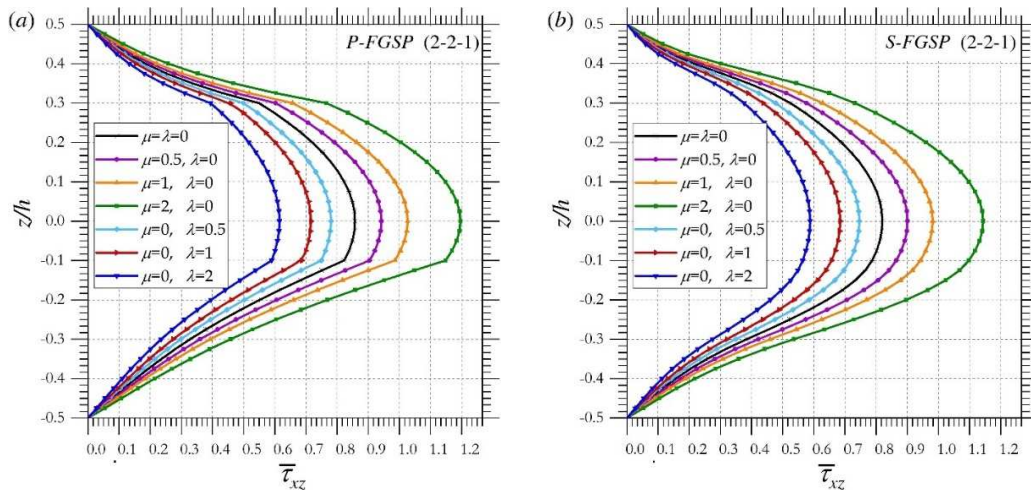 (a)
P-FGSP (2-2-1)
0.5
0.4
0.3
0.2
0.1
0.0
-0.1
-0.2
-0.3
-0.4
-0.5
z/h
μ=λ=0
μ=0.5, λ=0
μ=1, λ=0
μ=2, λ=0
μ=0, λ=0.5
μ=0, λ=1
μ=0, λ=2
0.0 0.1 0.2 0.3 0.4 0.5 0.6 0.7 0.8 0.9 1.0 1.1 1.2
τ̅xz
(b)
S-FGSP (2-2-1)
0.5
0.4
0.3
0.2
0.1
0.0
-0.1
-0.2
-0.3
-0.4
-0.5
z/h
μ=λ=0
μ=0.5, λ=0
μ=1, λ=0
μ=2, λ=0
μ=0, λ=0.5
μ=0, λ=1
μ=0, λ=2
0.0 0.1 0.2 0.3 0.4 0.5 0.6 0.7 0.8 0.9 1.0 1.1 1.2
τ̅xz